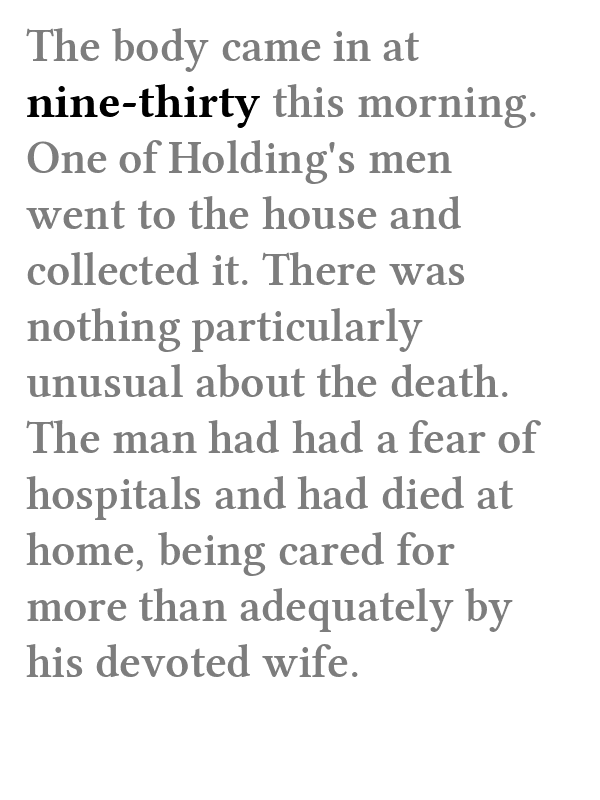 The body came in at
nine-thirty this morning.
One of Holding's men
went to the house and
collected it. There was
nothing particularly
unusual about the death.
The man had had a fear of
hospitals and had died at
home, being cared for
more than adequately by
his devoted wife.